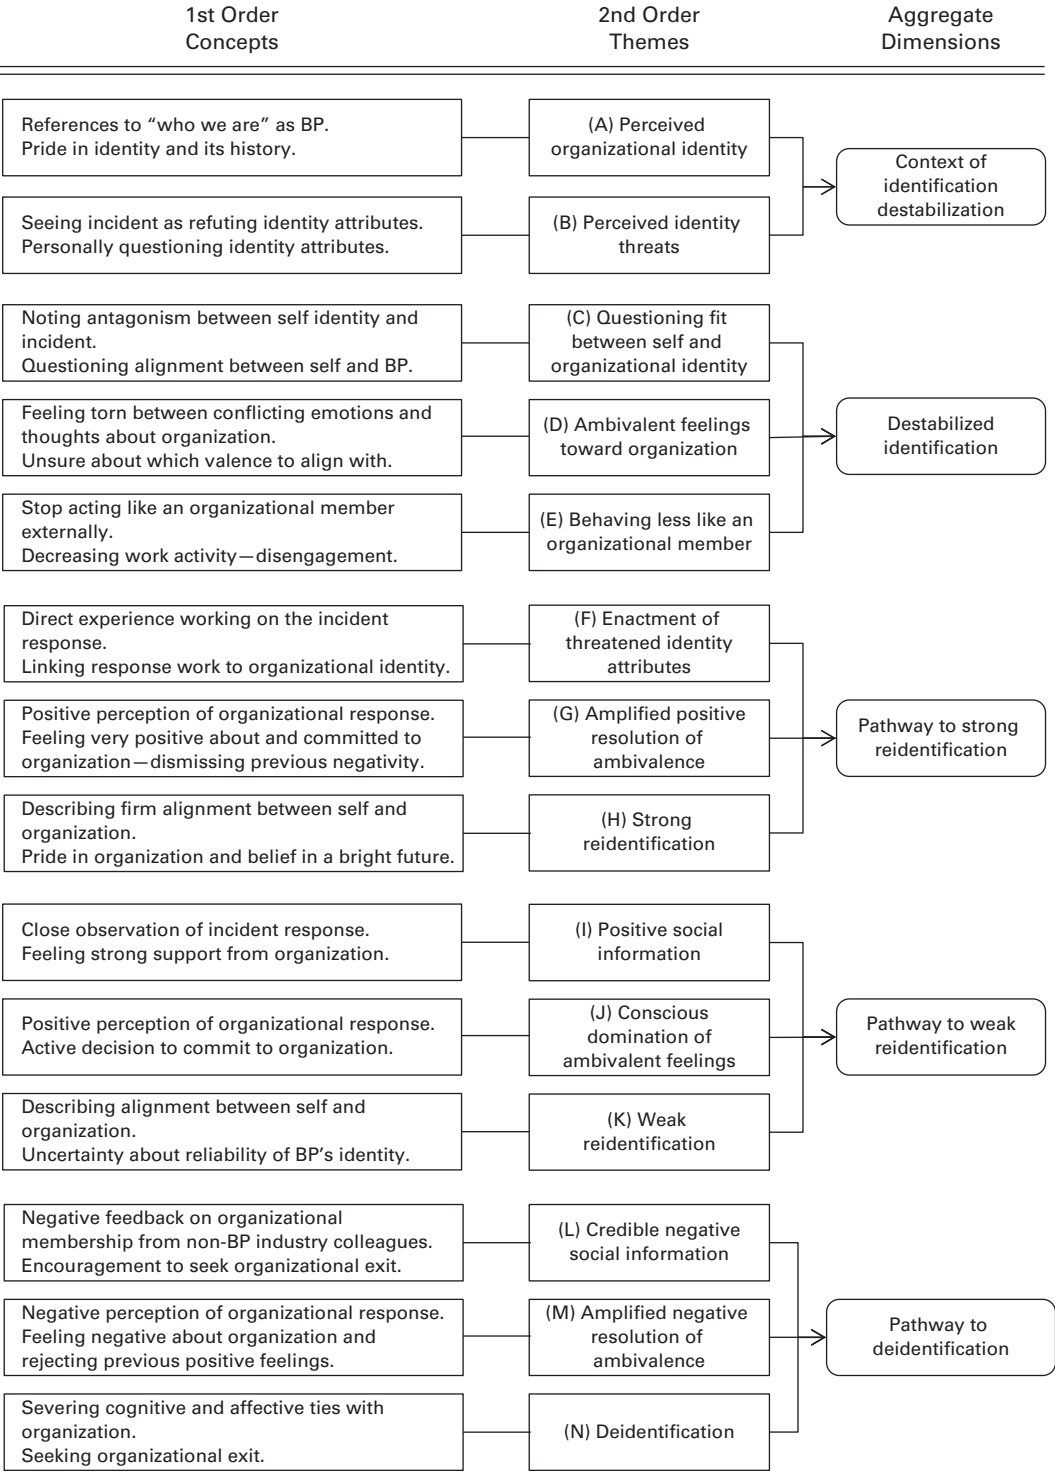 1st Order
Concepts
2nd Order
Themes
Aggregate
Dimensions
References to “who we are” as BP.
Pride in identity and its history.
(A) Perceived
organizational identity
Seeing incident as refuting identity attributes.
Personally questioning identity attributes.
(B) Perceived identity
threats
Context of
identification
destabilization
Noting antagonism between self identity and
incident.
Questioning alignment between self and BP.
(C) Questioning fit
between self and
organizational identity
Feeling torn between conflicting emotions and
thoughts about organization.
Unsure about which valence to align with.
(D) Ambivalent feelings
toward organization
Stop acting like an organizational member
externally.
Decreasing work activity—disengagement.
(E) Behaving less like an
organizational member
Destabilized
identification
Direct experience working on the incident
response.
Linking response work to organizational identity.
(F) Enactment of
threatened identity
attributes
Positive perception of organizational response.
Feeling very positive about and committed to
organization—dismissing previous negativity.
(G) Amplified positive
resolution of
ambivalence
Describing firm alignment between self and
organization.
Pride in organization and belief in a bright future.
(H) Strong
reidentification
Pathway to strong
reidentification
Close observation of incident response.
Feeling strong support from organization.
(I) Positive social
information
Positive perception of organizational response.
Active decision to commit to organization.
(J) Conscious
domination of
ambivalent feelings
Describing alignment between self and
organization.
Uncertainty about reliability of BP’s identity.
(K) Weak
reidentification
Pathway to weak
reidentification
Negative feedback on organizational
membership from non-BP industry colleagues.
Encouragement to seek organizational exit.
(L) Credible negative
social information
Negative perception of organizational response.
Feeling negative about organization and
rejecting previous positive feelings.
(M) Amplified negative
resolution of
ambivalence
Severing cognitive and affective ties with
organization.
Seeking organizational exit.
(N) Deidentification
Pathway to
deidentification